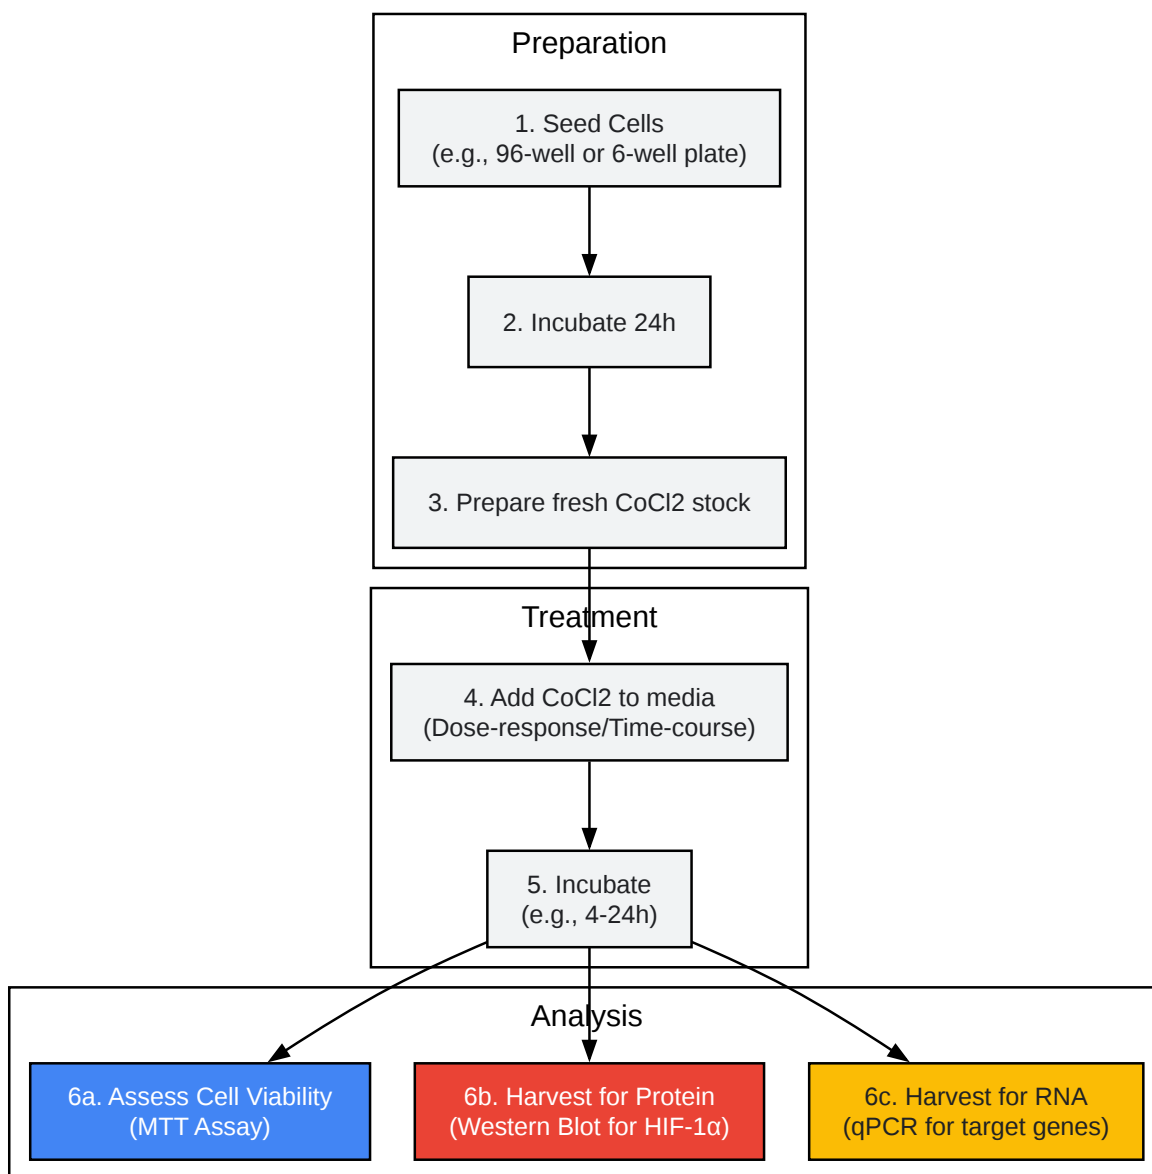 Preparation
1. Seed Cells
(e.g., 96-well or 6-well plate)
2. Incubate 24h
3. Prepare fresh CoCl2 stock
Treatment
4. Add CoCl2 to media
(Dose-response/Time-course)
5. Incubate
(e.g., 4-24h)
Analysis
6a. Assess Cell Viability
(MTT Assay)
6b. Harvest for Protein
(Western Blot for HIF-1α)
6c. Harvest for RNA
(qPCR for target genes)